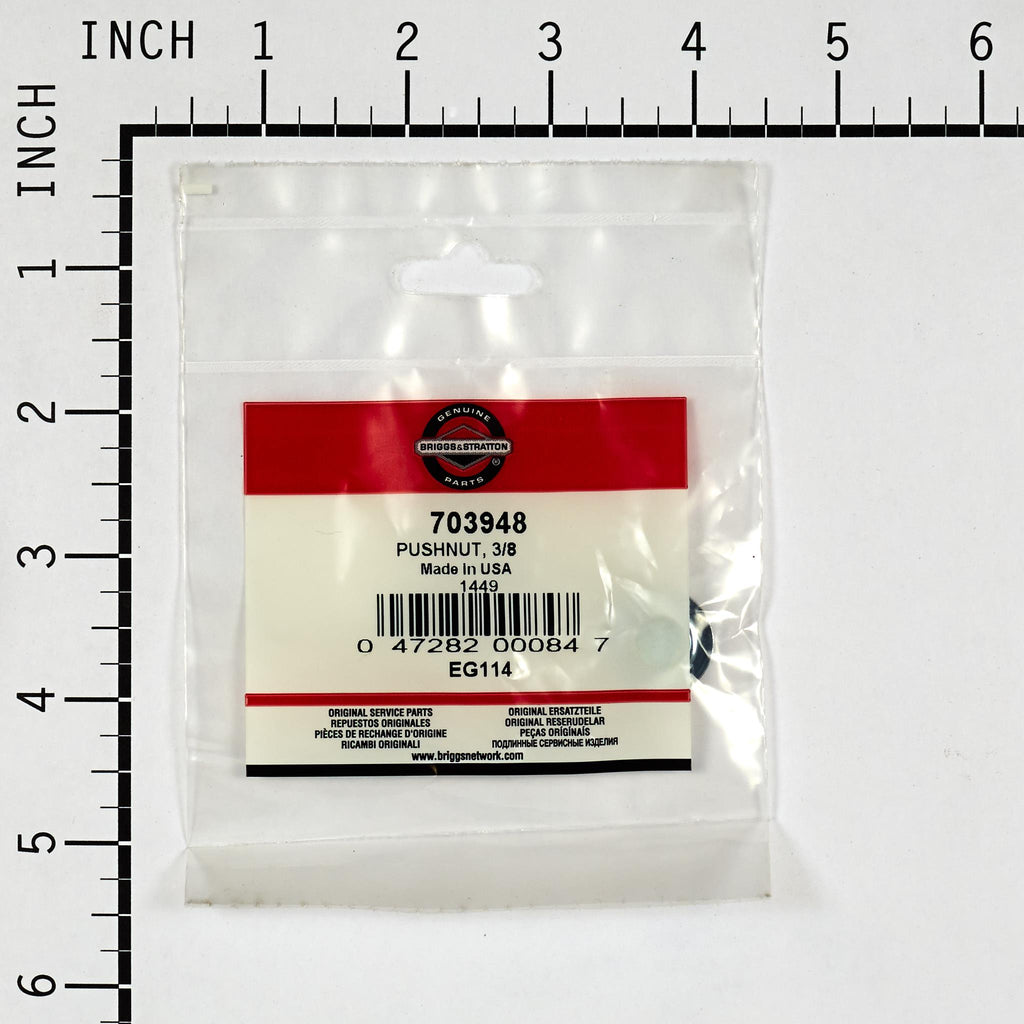 INCH 1 2 3 4 5 6
INCH
1
2
3
4
5
6
GENUINE
BRIGGS&STRATTON
®
PARTS
703948
PUSHNUT, 3/8
Made in USA
1449
0 47282 00084 7
EG114
ORIGINAL SERVICE PARTS
REPUESTOS ORIGINALES
PIÈCES DE RECHANGE D'ORIGINE
RICAMBI ORIGINALI
ORIGINAL ERSATZTEILE
ORIGINAL RESERUDELAR
PEÇAS ORÍGINÁIS
ПОДЛИННЫЕ СЕРВИСНЫЕ ИЗДЕЛИЯ
www.briggsnetwork.com